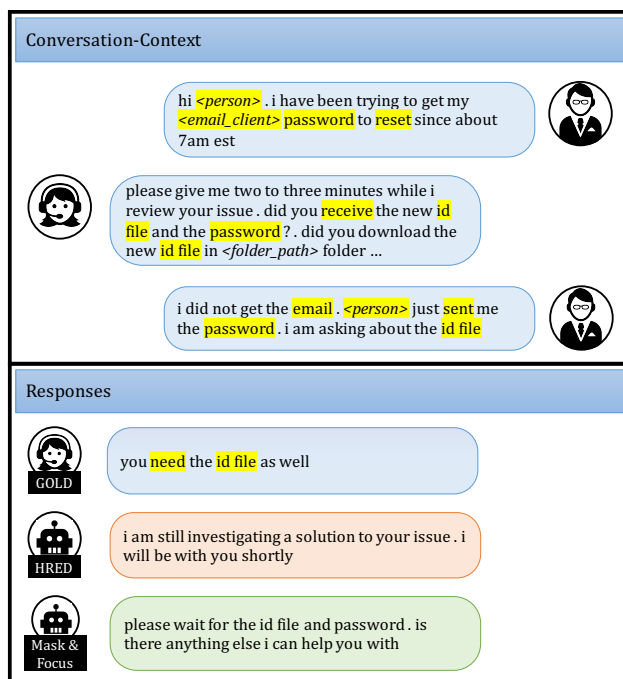 Conversation-Context
hi <person> . i have been trying to get my
<email_client> password to reset since about
7am est
please give me two to three minutes while i
review your issue . did you receive the new id
file and the password ? . did you download the
new id file in <folder_path> folder ...
i did not get the email . <person> just sent me
the password . i am asking about the id file
Responses
you need the id file as well
GOLD
i am still investigating a solution to your issue . i
will be with you shortly
HRED
please wait for the id file and password . is
there anything else i can help you with
Mask &
Focus